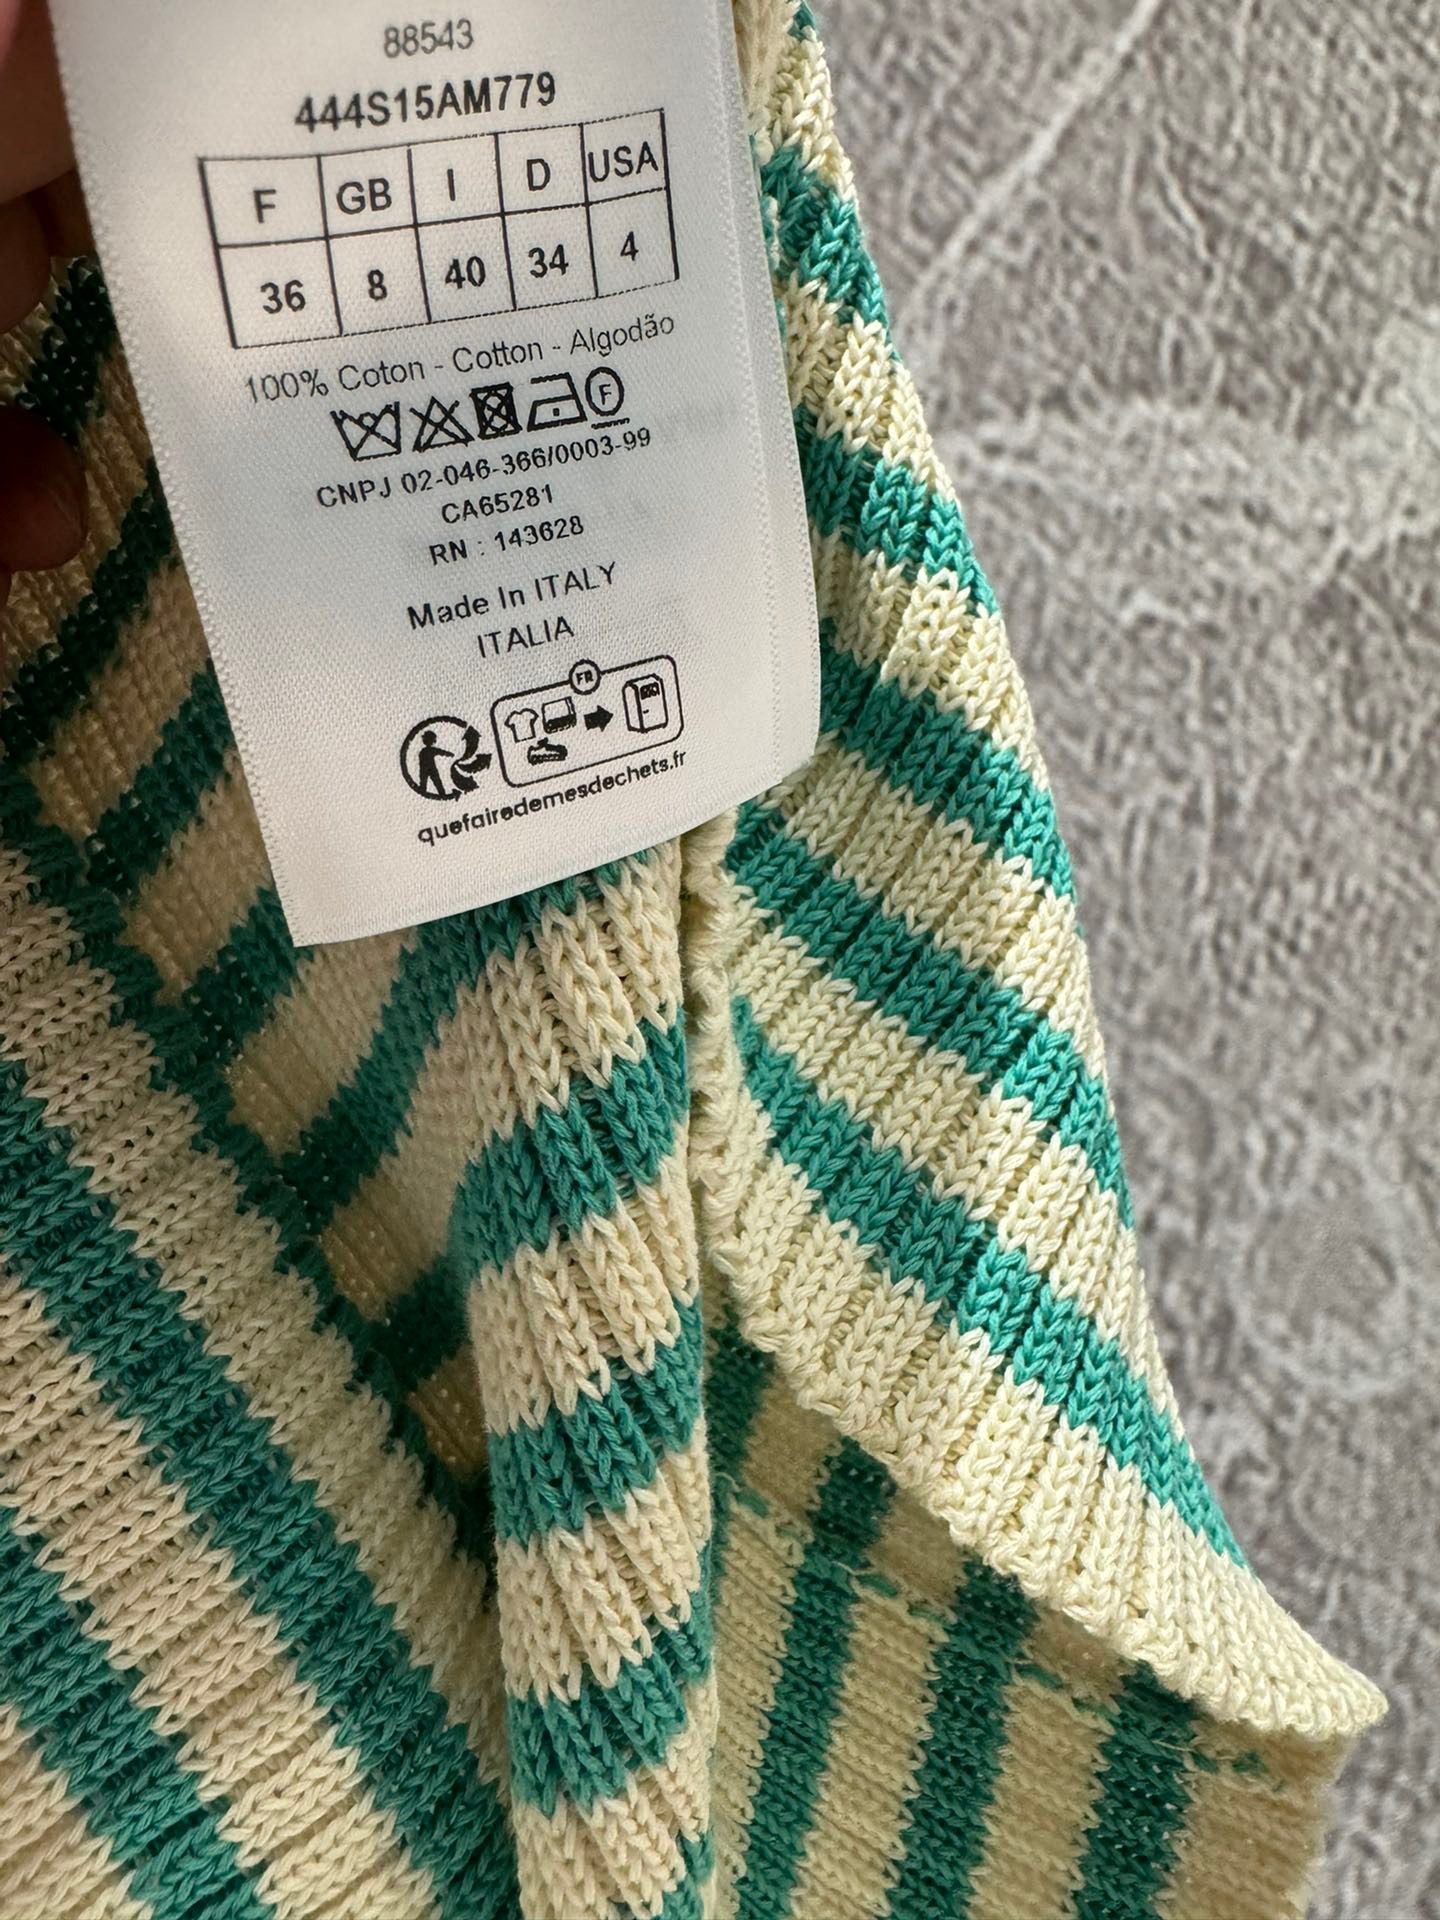 88543
444S15AM779
F GB I D USA
36 8 40 34 4
100% Coton - Cotton - Algodão
F
CNPJ 02-046-366/0003-99
CA65281
RN : 143628
Made In ITALY
ITALIA
FR
quefairedemesdechets.fr